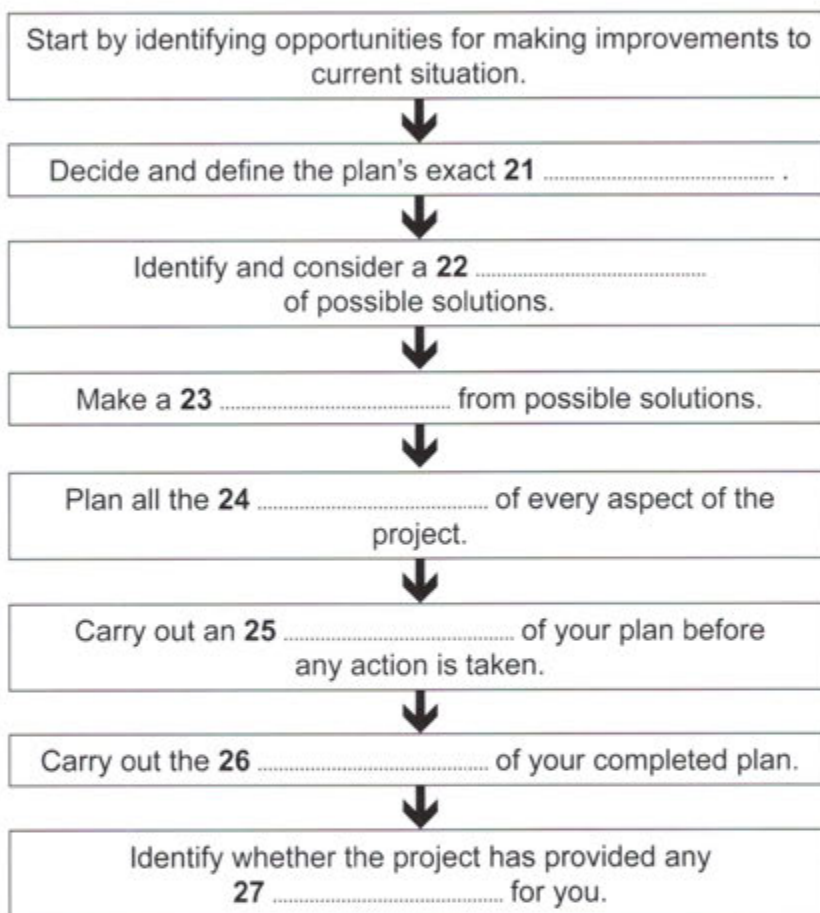 Start by identifying opportunities for making improvements to
current situation.
Decide and define the plan's exact 21 .............................. .
Identify and consider a 22 ..............................
of possible solutions.
Make a 23 .............................. from possible solutions.
Plan all the 24 .............................. of every aspect of the
project.
Carry out an 25 .............................. of your plan before
any action is taken.
Carry out the 26 .............................. of your completed plan.
Identify whether the project has provided any
27 .............................. for you.